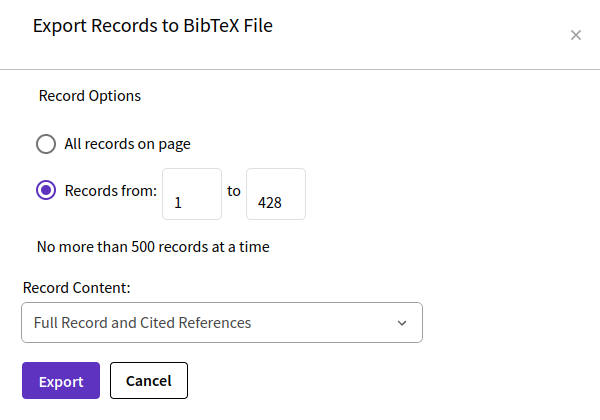 Export Records to BibTeX File
×
Record Options
All records on page
Records from: 1 to 428
No more than 500 records at a time
Record Content:
Full Record and Cited References
Export Cancel